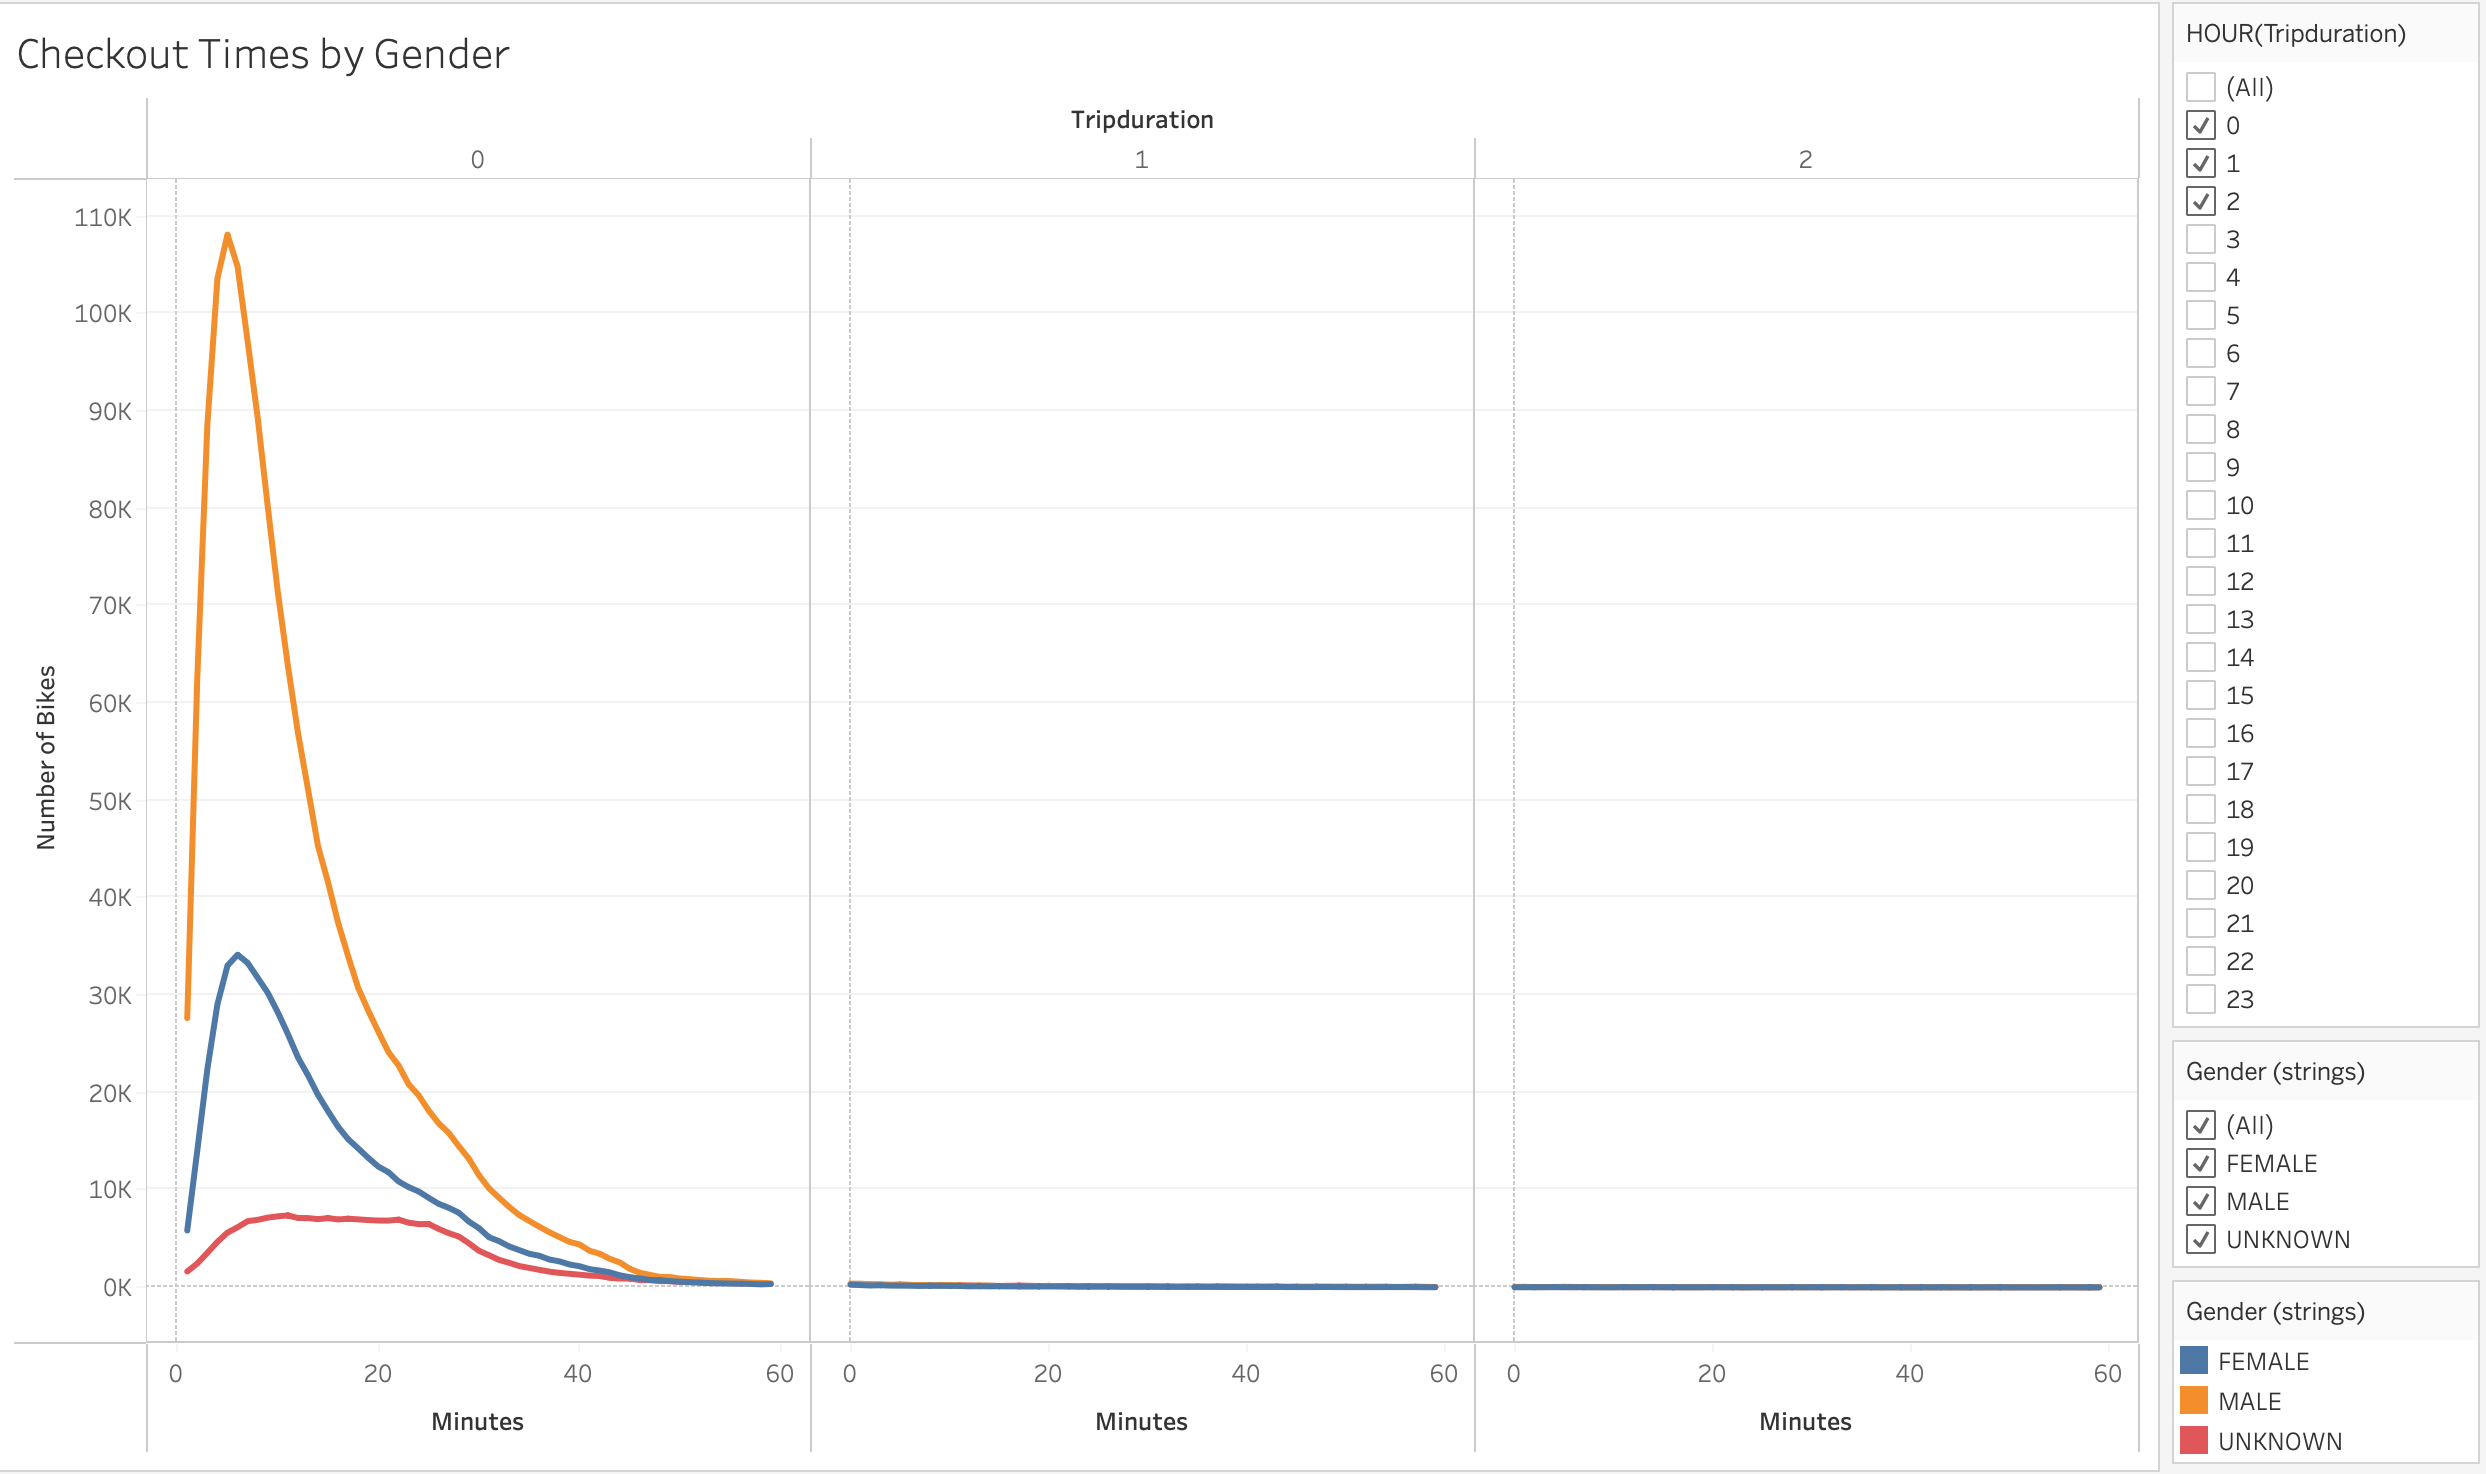 Checkout Times by Gender
Tripduration
0 1 2
110K
100K
90K
80K
70K
60K
50K
40K
30K
20K
10K
0K
Number of Bikes
0 20 40 60 0 20 40 60 0 20 40 60
Minutes Minutes Minutes
HOUR(Tripduration)
(All)
0
1
2
3
4
5
6
7
8
9
10
11
12
13
14
15
16
17
18
19
20
21
22
23
Gender (strings)
(All)
FEMALE
MALE
UNKNOWN
Gender (strings)
FEMALE
MALE
UNKNOWN